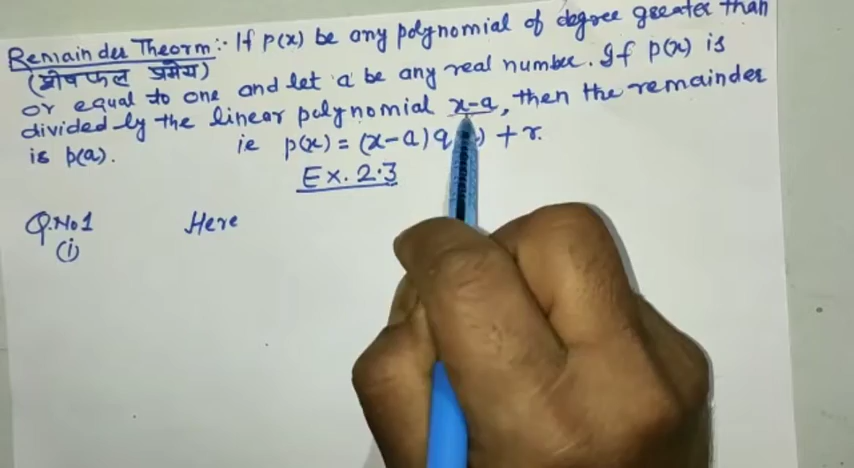 Remainder Theorm:- If p(x) be any polynomial of degree greater than
(शेषफल प्रमेय)
or equal to one and let 'a' be any real number. If p(x) is
divided by the linear polynomial x-a, then the remainder
is p(a). ie p(x) = (x-a) q ) + r.
Ex. 2.3
Q.No 1 Here
(i)